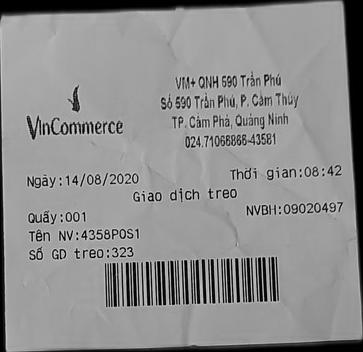 VinCommerce
VM+ QNH 590 Trần Phú
Số 590 Trần Phú, P. Cẩm Thủy
TP. Cẩm Phả, Quảng Ninh
024.71066866-43581
Ngày:14/08/2020 Thời gian:08:42
Giao dịch treo
Quầy:001 NVBH:09020497
Tên NV:4358POS1
Số GD treo:323